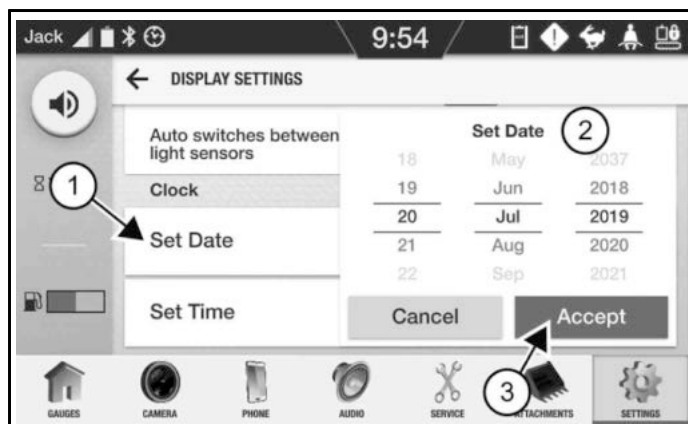 Jack 9:54
DISPLAY SETTINGS
Auto switches between
light sensors
Clock
1
Set Date
Set Time
Set Date 2
18 May 2037
19 Jun 2018
20 Jul 2019
21 Aug 2020
22 Sep 2021
Cancel Accept
3
GAUGES CAMERA PHONE AUDIO SERVICE ATTACHMENTS SETTINGS